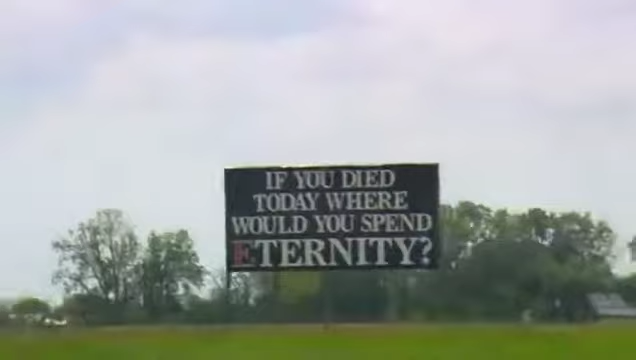 IF YOU DIED
TODAY WHERE
WOULD YOU SPEND
ETERNITY?